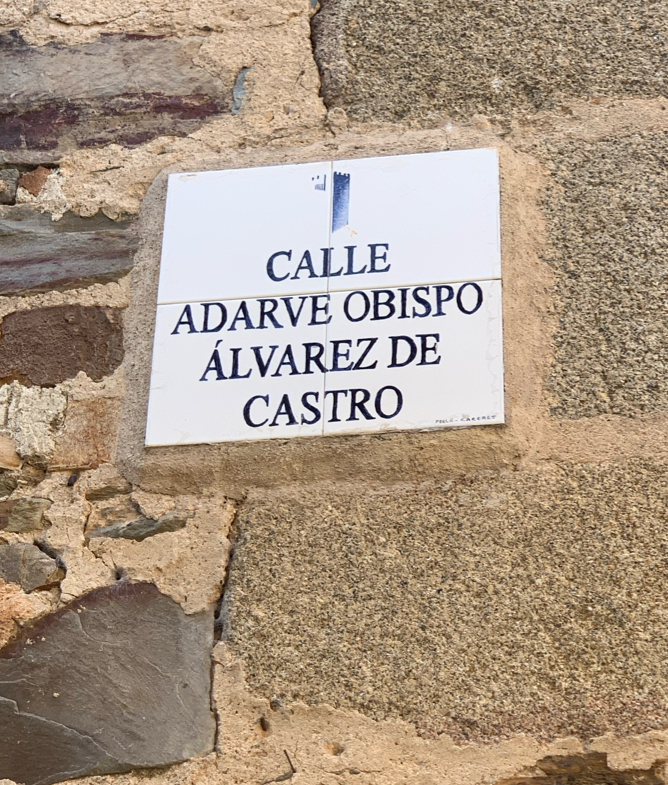 CALLE
ADARVE OBISPO
ÁLVAREZ DE
CASTRO